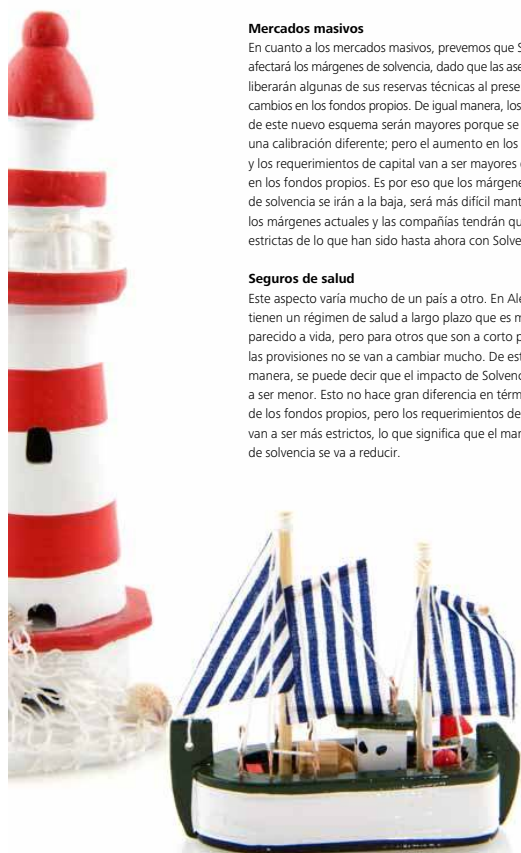 Mercados masivos
En cuanto a los mercados masivos, prevemos que
afectará los márgenes de solvencia, dado que las
liberarán algunas de sus reservas técnicas al
cambios en los fondos propios. De igual manera, los
de este nuevo esquema serán mayores porque se
una calibración diferente; pero el aumento en los
y los requerimientos de capital van a ser mayores
en los fondos propios. Es por eso que los
de solvencia se irán a la baja, será más difícil
los márgenes actuales y las compañías tendrán
estrictas de lo que han sido hasta ahora con
Seguros de salud
Este aspecto varía mucho de un país a otro. En
tienen un régimen de salud a largo plazo que es
parecido a vida, pero para otros que son a corto
las provisiones no se van a cambiar mucho. De
manera, se puede decir que el impacto de
a ser menor. Esto no hace gran diferencia en
de los fondos propios, pero los requerimientos
van a ser más estrictos, lo que significa que el
de solvencia se va a reducir.